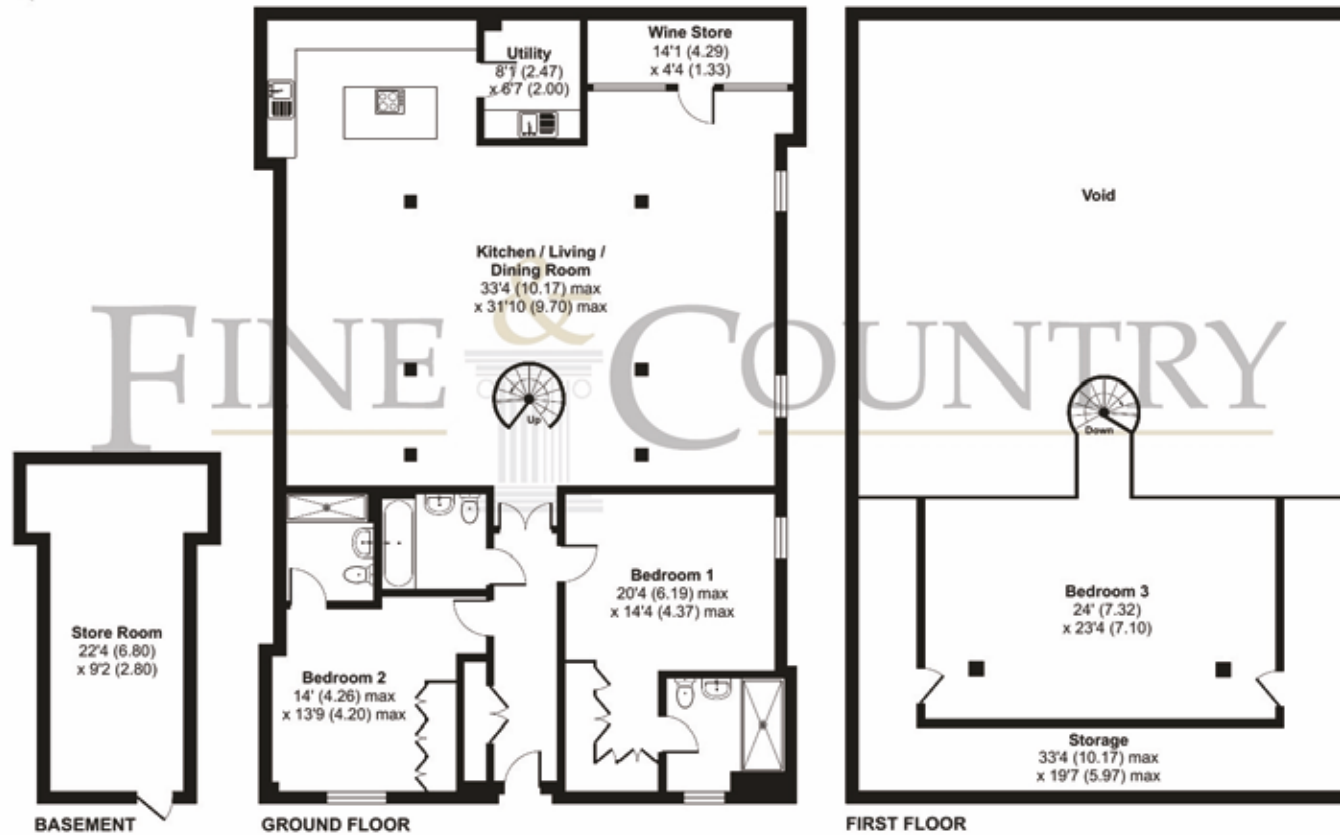 Utility
8'1 (2.47)
x 6'7 (2.00)
Wine Store
14'1 (4.29)
x 4'4 (1.33)
Void
Kitchen / Living /
Dining Room
33'4 (10.17) max
x 31'10 (9.70) max
FINE & COUNTRY
Up
Down
Store Room
22'4 (6.80)
x 9'2 (2.80)
Bedroom 2
14' (4.26) max
x 13'9 (4.20) max
Bedroom 1
20'4 (6.19) max
x 14'4 (4.37) max
Bedroom 3
24' (7.32)
x 23'4 (7.10)
Storage
33'4 (10.17) max
x 19'7 (5.97) max
BASEMENT
GROUND FLOOR
FIRST FLOOR